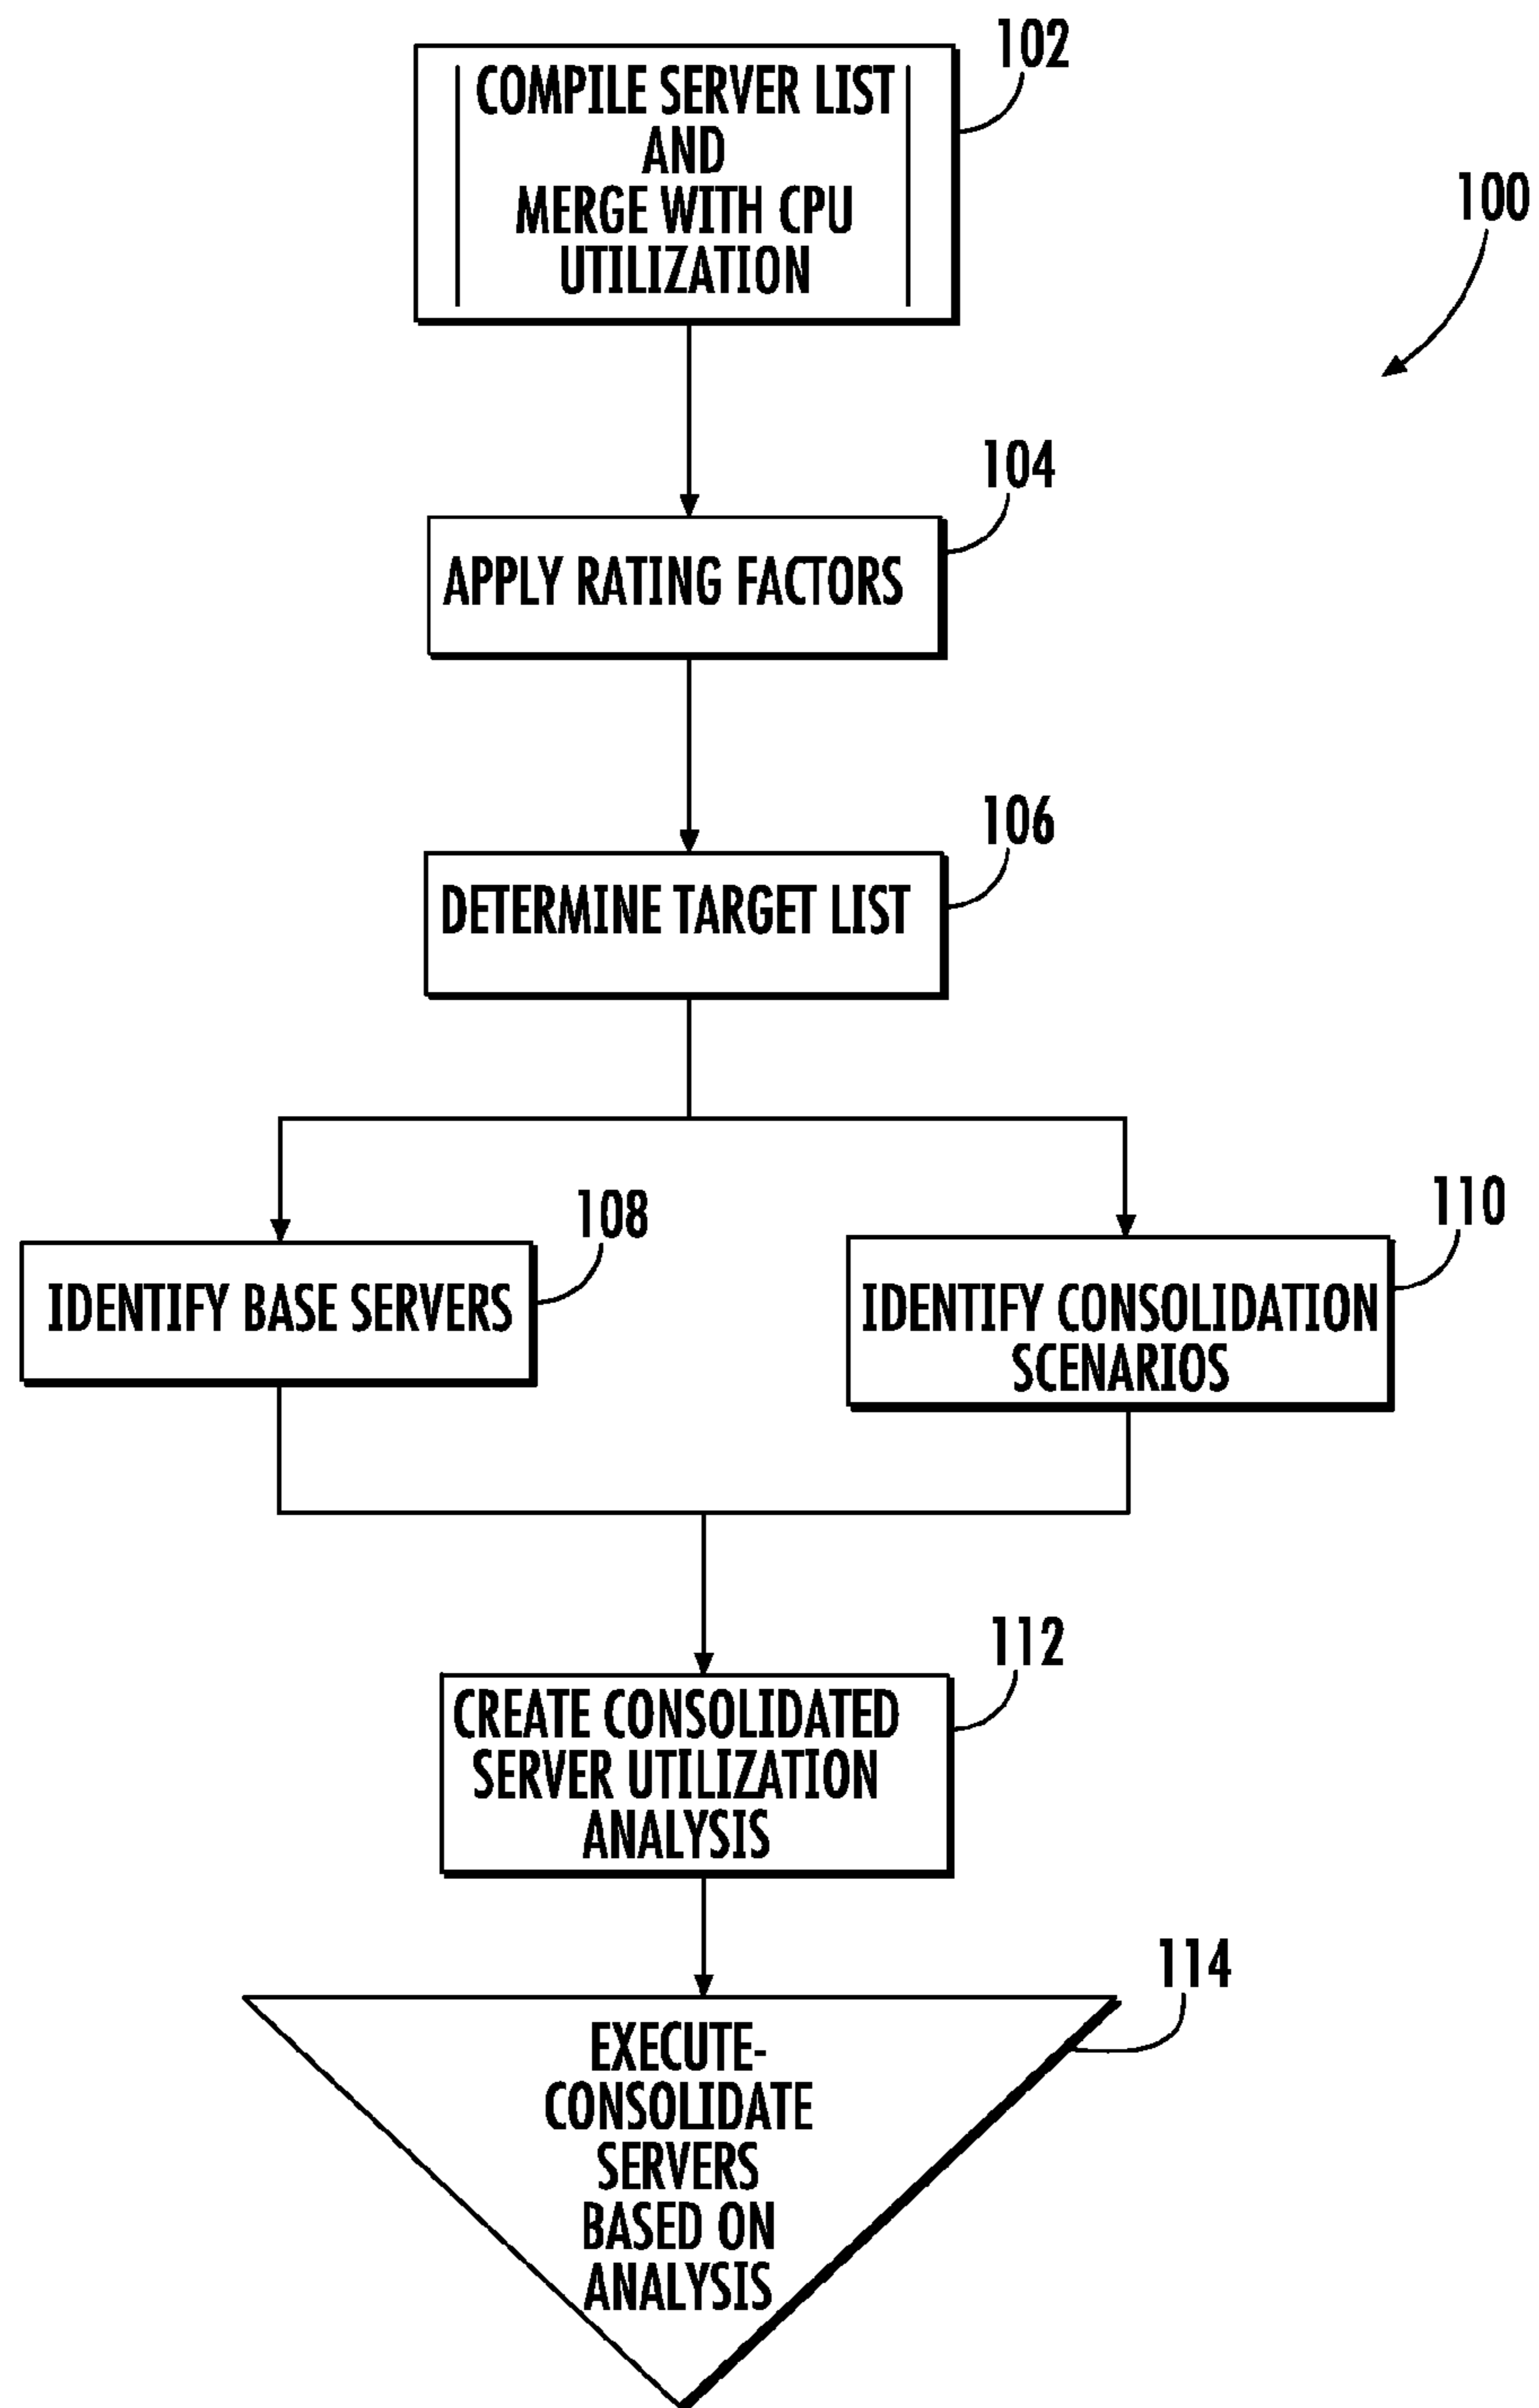 102
COMPILE SERVER LIST
AND
MERGE WITH CPU
UTILIZATION
100
104
APPLY RATING FACTORS
106
DETERMINE TARGET LIST
108
IDENTIFY BASE SERVERS
110
IDENTIFY CONSOLIDATION
SCENARIOS
112
CREATE CONSOLIDATED
SERVER UTILIZATION
ANALYSIS
114
EXECUTE-
CONSOLIDATE
SERVERS
BASED ON
ANALYSIS